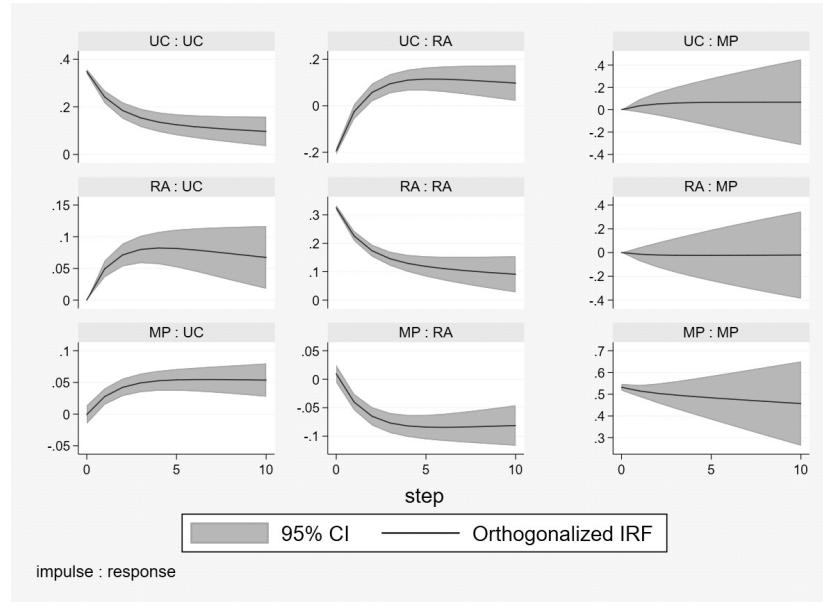 UC : UC
UC : RA
UC : MP
.4
.2
0
.2
0
-.2
.4
.2
0
-.2
-.4
RA : UC
RA : RA
RA : MP
.15
.1
.05
0
.3
.2
.1
0
.4
.2
0
-.2
-.4
MP : UC
MP : RA
MP : MP
.1
.05
0
-.05
0.05
0
-.05
-.1
.7
.6
.5
.4
.3
0 5 10
0 5 10
0 5 10
step
95% CI
Orthogonalized IRF
impulse : response